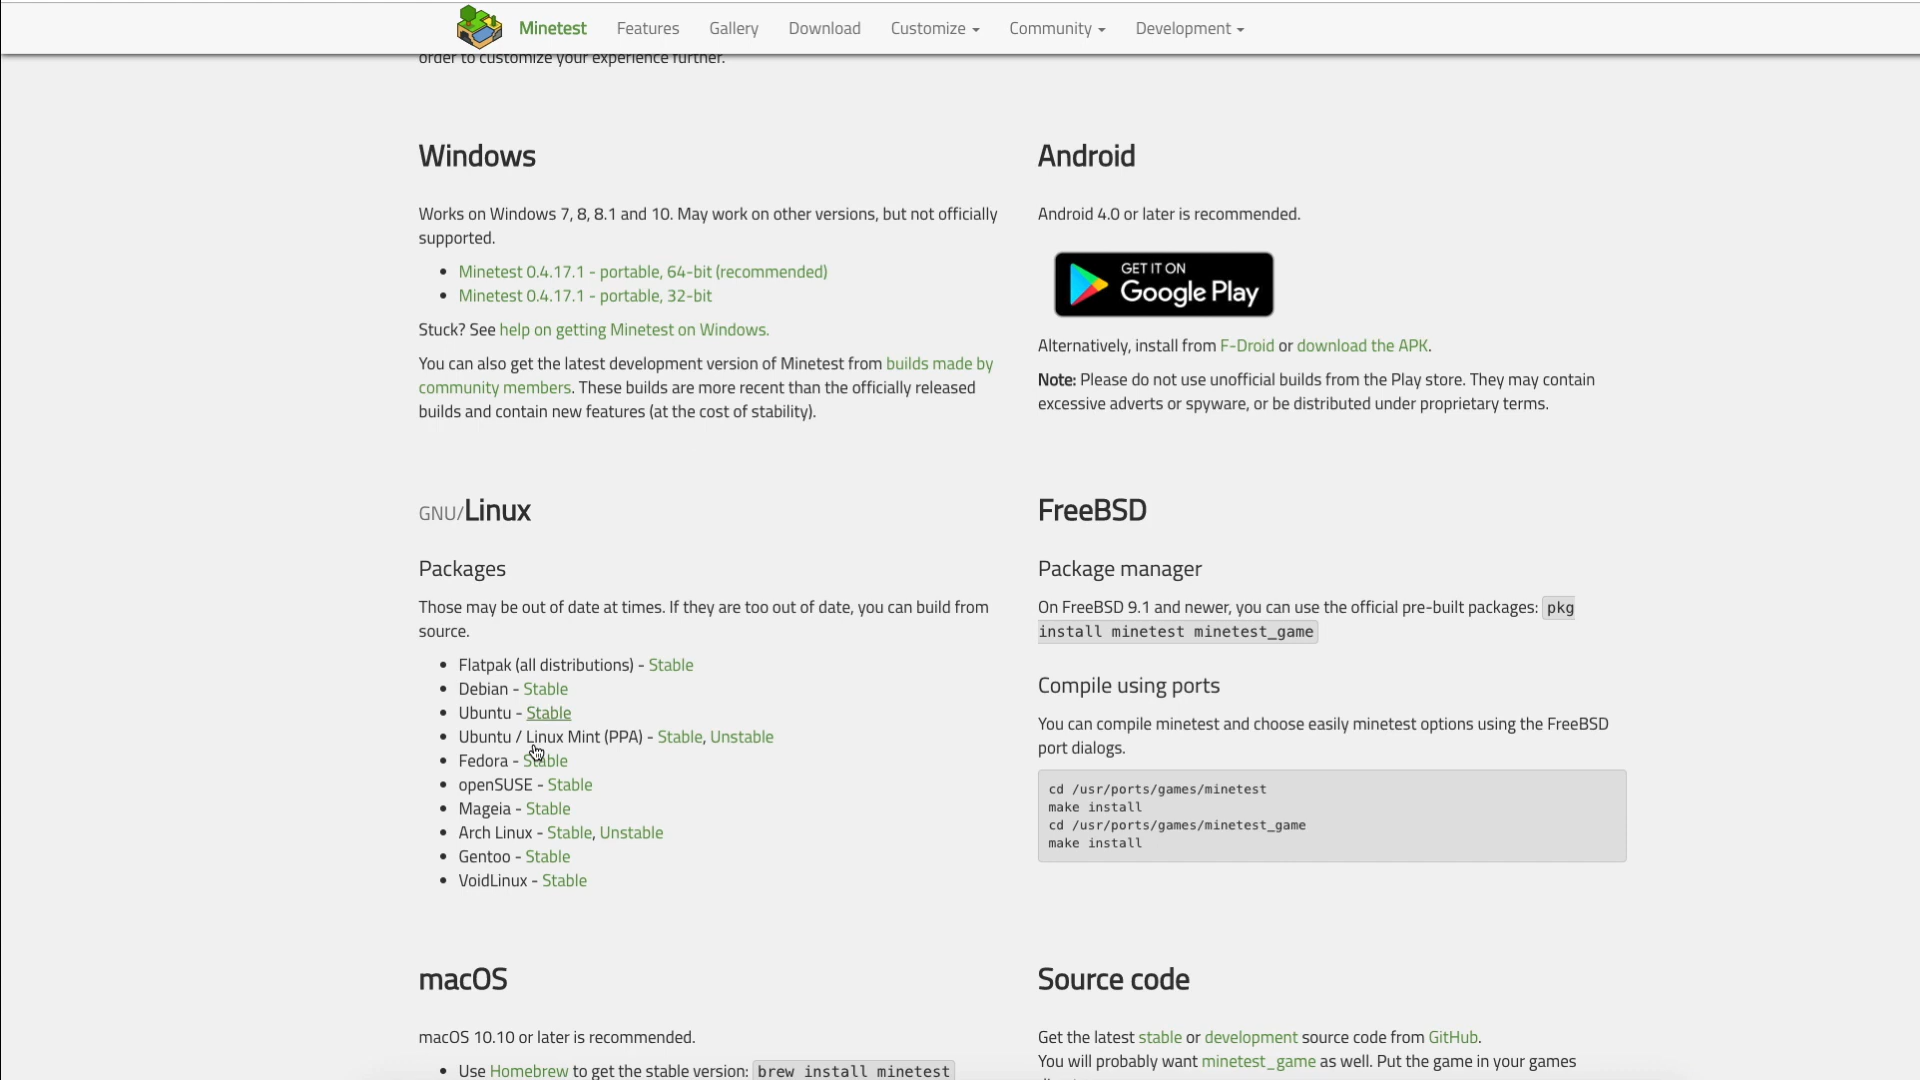 Minetest Features Gallery Download Customize Community Development
order to customize your experience further.
Windows
Works on Windows 7, 8, 8.1 and 10. May work on other versions, but not officially
supported.
Minetest 0.4.17.1 - portable, 64-bit (recommended)
Minetest 0.4.17.1 - portable, 32-bit
Stuck? See help on getting Minetest on Windows.
You can also get the latest development version of Minetest from builds made by
community members. These builds are more recent than the officially released
builds and contain new features (at the cost of stability).
Android
Android 4.0 or later is recommended.
GET IT ON
Google Play
Alternatively, install from F-Droid or download the APK.
Note: Please do not use unofficial builds from the Play store. They may contain
excessive adverts or spyware, or be distributed under proprietary terms.
GNU/Linux
Packages
Those may be out of date at times. If they are too out of date, you can build from
source.
Flatpak (all distributions) - Stable
Debian - Stable
Ubuntu - Stable
Ubuntu / Linux Mint (PPA) - Stable, Unstable
Fedora - Stable
openSUSE - Stable
Mageia - Stable
Arch Linux - Stable, Unstable
Gentoo - Stable
VoidLinux - Stable
FreeBSD
Package manager
On FreeBSD 9.1 and newer, you can use the official pre-built packages: pkg
install minetest minetest_game
Compile using ports
You can compile minetest and choose easily minetest options using the FreeBSD
port dialogs.
cd /usr/ports/games/minetest
make install
cd /usr/ports/games/minetest_game
make install
macOS
macOS 10.10 or later is recommended.
Use Homebrew to get the stable version: brew install minetest
Source code
Get the latest stable or development source code from GitHub.
You will probably want minetest_game as well. Put the game in your games